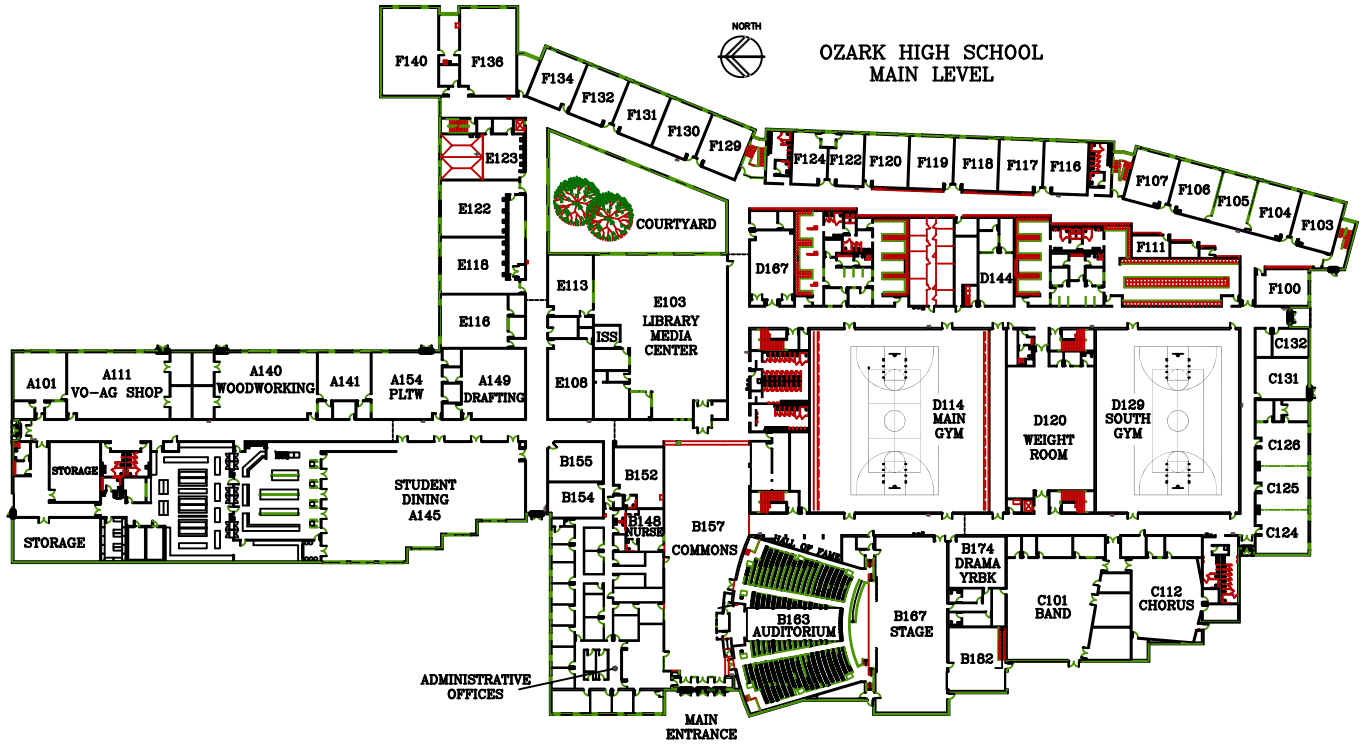 NORTH
OZARK HIGH SCHOOL
MAIN LEVEL
F140
F136
F134
F132
F131
F130
F129
F124
F122
F120
F119
F118
F117
F116
F107
F106
F105
F104
F103
E123
E122
E118
E116
COURTYARD
E113
E103
LIBRARY
MEDIA
CENTER
ISS
E108
D167
D144
F111
F100
A101
A111
VO-AG SHOP
A140
WOODWORKING
A141
A154
PLTW
A149
DRAFTING
D114
MAIN
GYM
D120
WEIGHT
ROOM
D129
SOUTH
GYM
C132
C131
C126
C125
C124
STORAGE
STORAGE
STUDENT
DINING
A145
B155
B154
B152
B148
NURSE
B157
COMMONS
HALL OF FAME
B163
AUDITORIUM
B167
STAGE
B174
DRAMA
YRBK
B182
C101
BAND
C112
CHORUS
ADMINISTRATIVE
OFFICES
MAIN
ENTRANCE